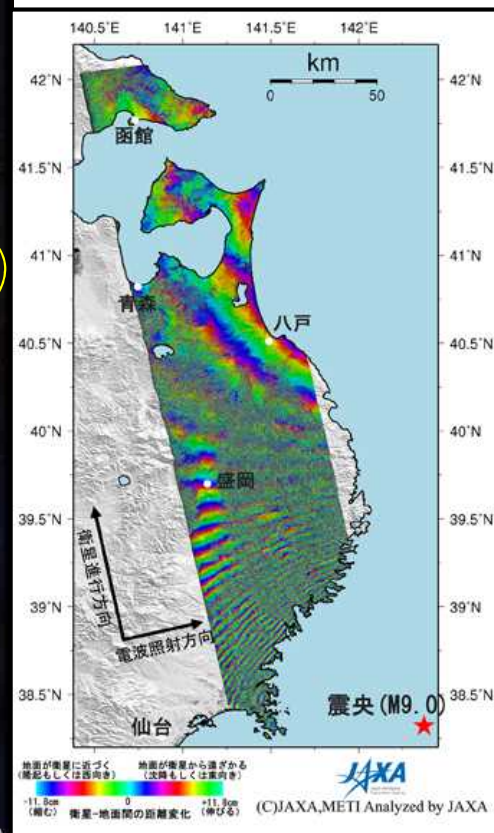 140.5°E
141°E
141.5°E
142°E
42°N
42°N
km
0
50
函館
41.5°N
41.5°N
41°N
41°N
青森
八戸
40.5°N
40.5°N
40°N
40°N
盛岡
39.5°N
39.5°N
衛星進行方向
39°N
39°N
電波照射方向
38.5°N
38.5°N
震央(M9.0)
仙台
地面が衛星に近づく
(隆起もしくは西向き)
地面が衛星から遠ざかる
(沈降もしくは東向き)
-11.8cm
0
+11.8cm
(縮む)
衛星-地面間の距離変化
(伸びる)
JAXA
(C)JAXA,METI Analyzed by JAXA